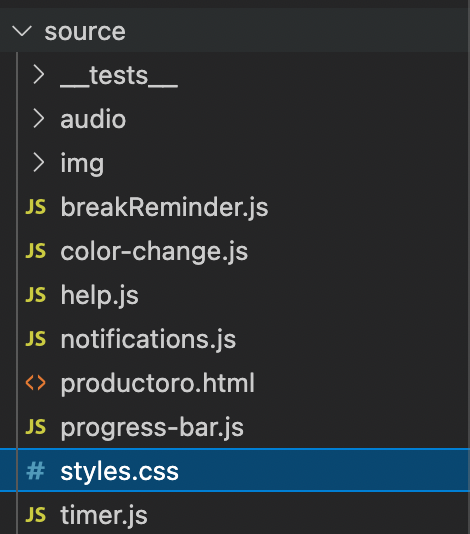 source
__tests__
audio
img
JS breakReminder.js
JS color-change.js
JS help.js
JS notifications.js
<> productoro.html
JS progress-bar.js
# styles.css
JS timer.js